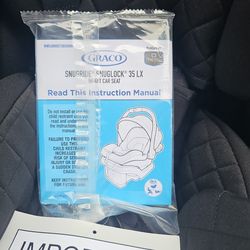 GRACO
SNUGRIDE® SNUGLOCK® 35 LX
INFANT CAR SEAT
Read This Instruction Manual
Do not install or use this
child restraint until you
read and understand
the instructions in this
manual.
FAILURE TO PROPERLY
USE THIS
CHILD RESTRAINT
INCREASES THE
RISK OF SERIOUS
INJURY OR DEATH IN
A SUDDEN STOP OR
CRASH.
KEEP INSTRUCTIONS
FOR FUTURE USE.